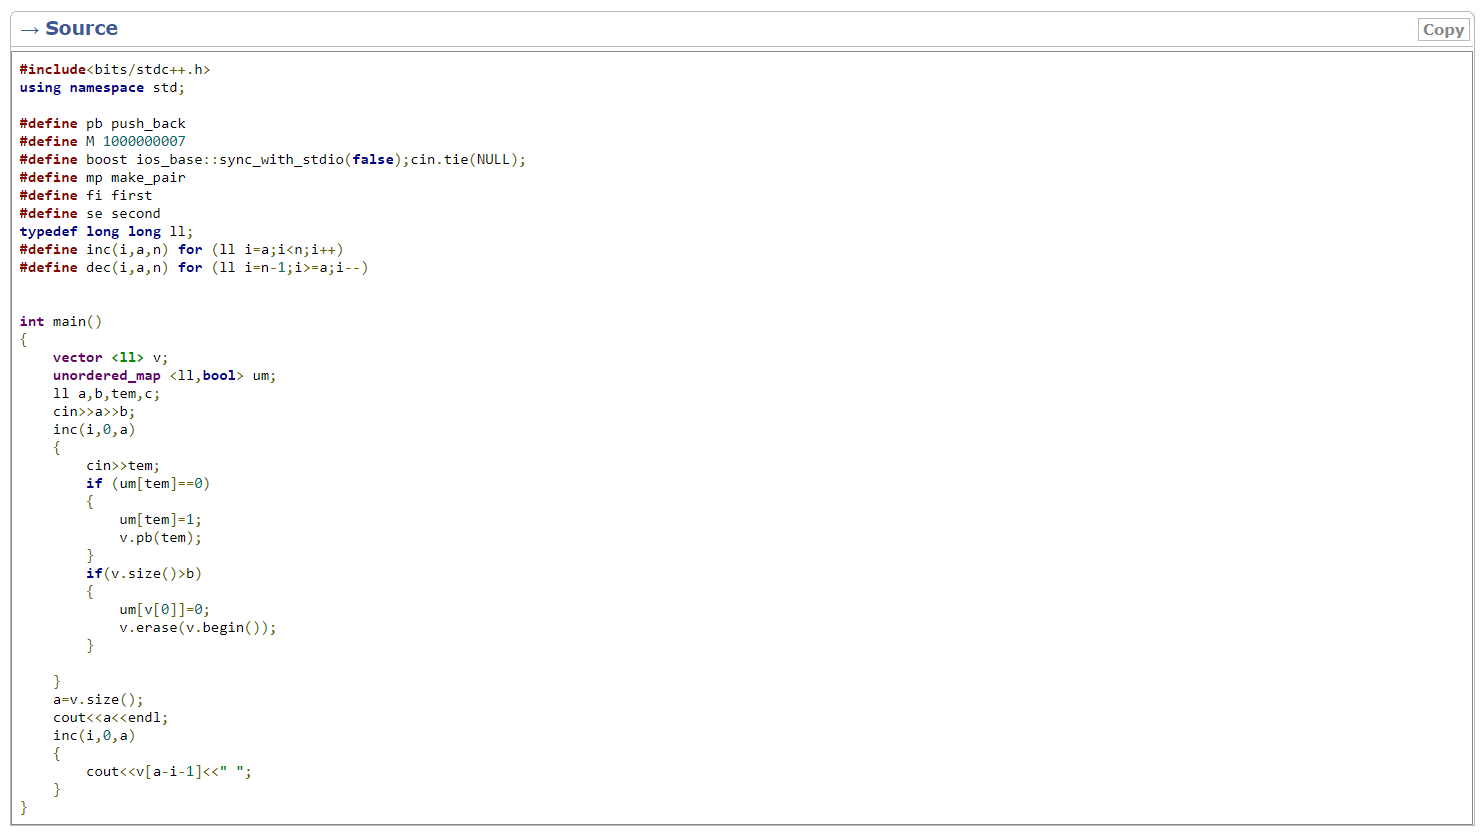 → Source
Copy
#include<bits/stdc++.h>
using namespace std;
#define pb push_back
#define M 1000000007
#define boost ios_base::sync_with_stdio(false);cin.tie(NULL);
#define mp make_pair
#define fi first
#define se second
typedef long long ll;
#define inc(i,a,n) for (ll i=a;i<n;i++)
#define dec(i,a,n) for (ll i=n-1;i>=a;i--)
int main()
{
    vector <ll> v;
    unordered_map <ll,bool> um;
    ll a,b,tem,c;
    cin>>a>>b;
    inc(i,0,a)
    {
        cin>>tem;
        if (um[tem]==0)
        {
            um[tem]=1;
            v.pb(tem);
        }
        if(v.size()>b)
        {
            um[v[0]]=0;
            v.erase(v.begin());
        }
    }
    a=v.size();
    cout<<a<<endl;
    inc(i,0,a)
    {
        cout<<v[a-i-1]<<" ";
    }
}